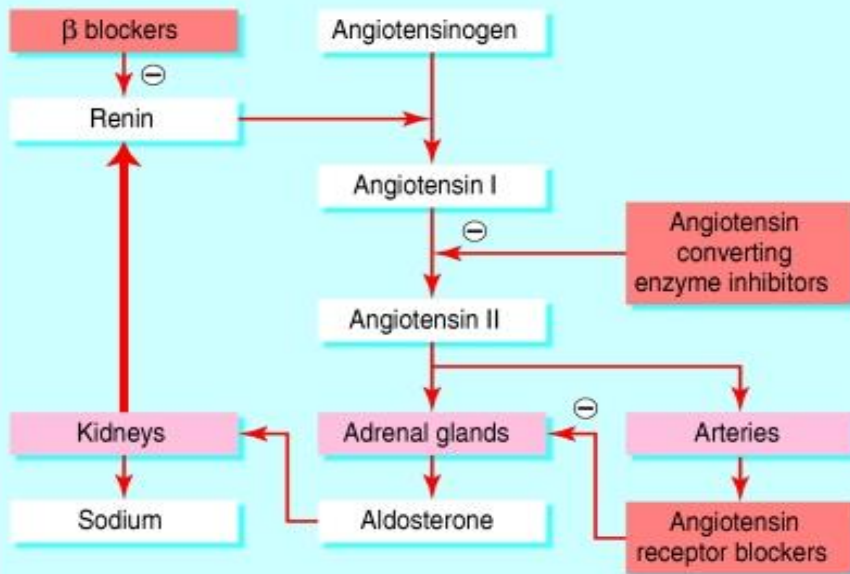 β blockers
Angiotensinogen
⊖
Renin
Angiotensin I
⊖
Angiotensin
converting
enzyme inhibitors
Angiotensin II
⊖
Kidneys
Adrenal glands
Arteries
Sodium
Aldosterone
Angiotensin
receptor blockers